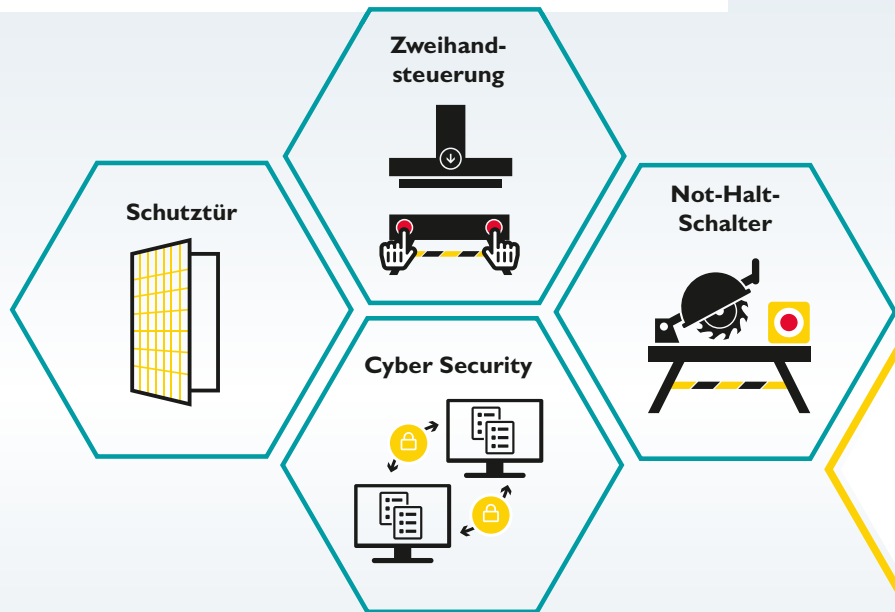 Zweihand-
steuerung
Schutztür
Not-Halt-
Schalter
Cyber Security